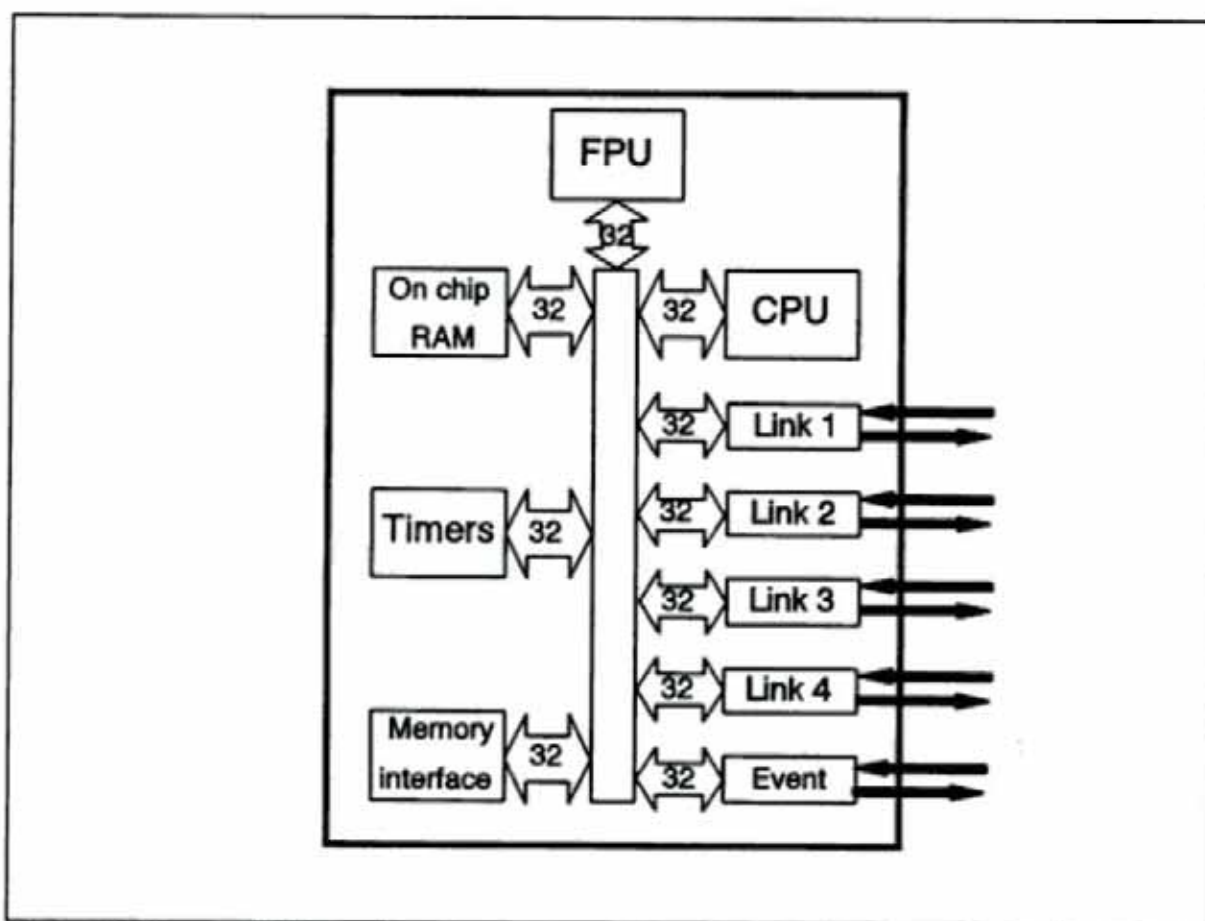 FPU
32
On chip
RAM
32
32
CPU
32
Link 1
32
Link 2
Timers
32
32
Link 3
32
Link 4
Memory
interface
32
32
Event